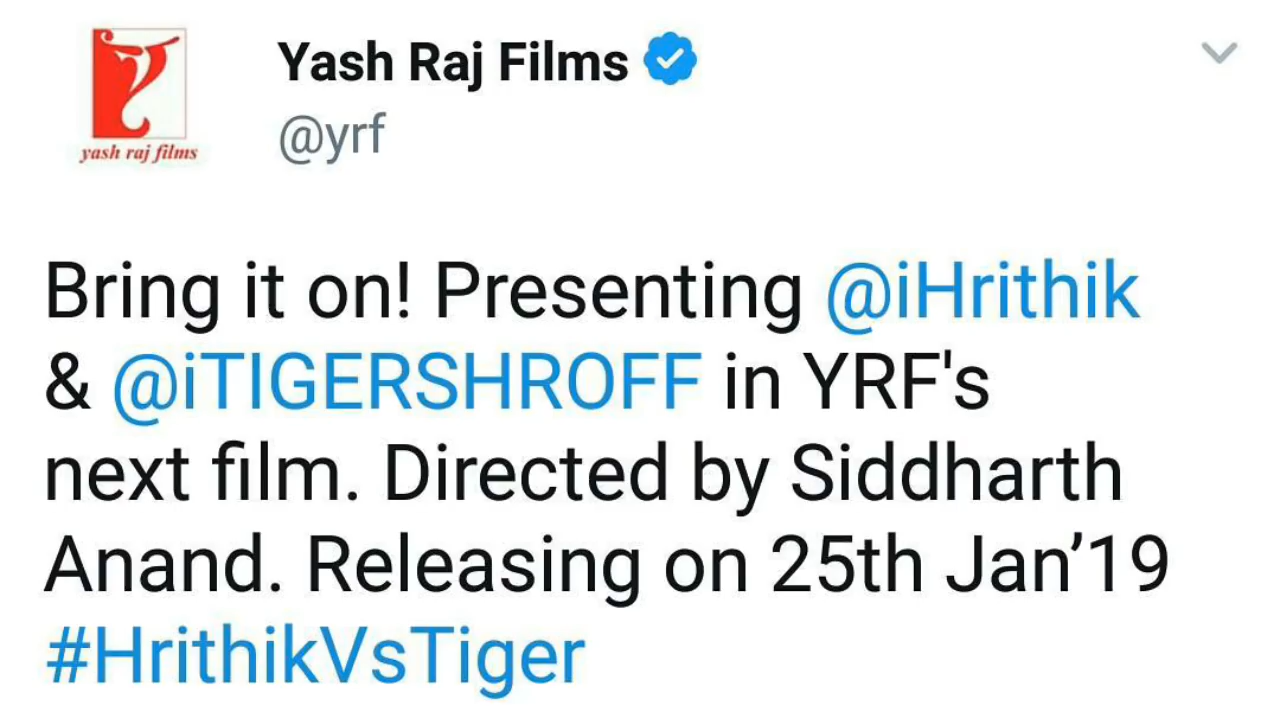 Yash Raj Films
@yrf
yash raj films
Bring it on! Presenting @iHrithik
& @iTIGERSHROFF in YRF's
next film. Directed by Siddharth
Anand. Releasing on 25th Jan’19
#HrithikVsTiger